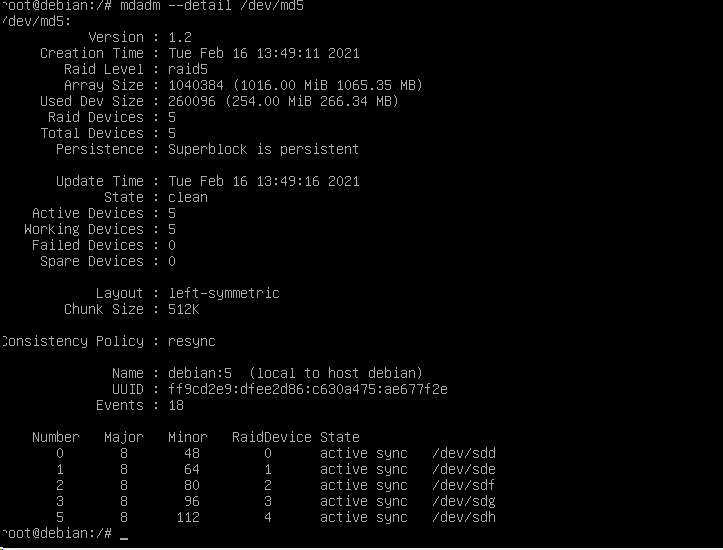 root@debian:/# mdadm --detail /dev/md5
/dev/md5:
Version : 1.2
Creation Time : Tue Feb 16 13:49:11 2021
Raid Level : raid5
Array Size : 1040384 (1016.00 MiB 1065.35 MB)
Used Dev Size : 260096 (254.00 MiB 266.34 MB)
Raid Devices : 5
Total Devices : 5
Persistence : Superblock is persistent
Update Time : Tue Feb 16 13:49:16 2021
State : clean
Active Devices : 5
Working Devices : 5
Failed Devices : 0
Spare Devices : 0
Layout : left-symmetric
Chunk Size : 512K
Consistency Policy : resync
Name : debian:5 (local to host debian)
UUID : ff9cd2e9:dfee2d86:c630a475:ae677f2e
Events : 18
Number Major Minor RaidDevice State
0 8 48 0 active sync /dev/sdd
1 8 64 1 active sync /dev/sde
2 8 80 2 active sync /dev/sdf
3 8 96 3 active sync /dev/sdg
5 8 112 4 active sync /dev/sdh
root@debian:/# _